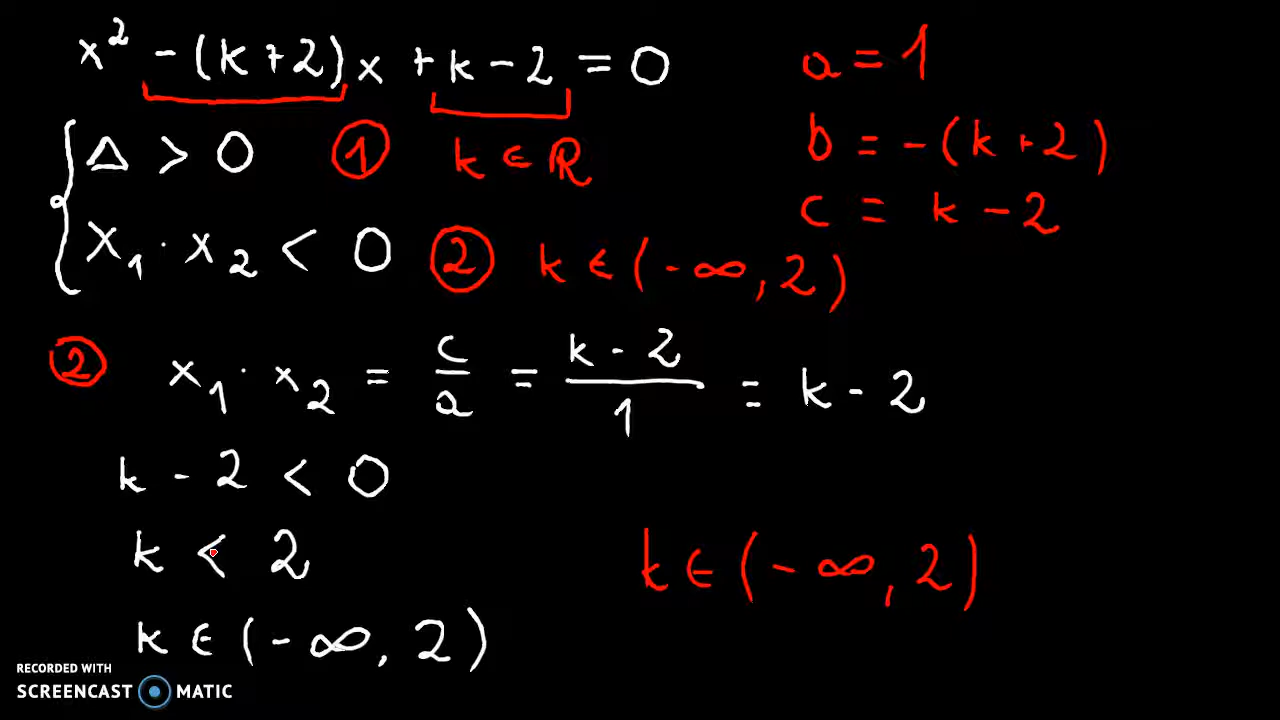 x² - (k+2)x + k - 2 = 0
a = 1
b = -(k+2)
c = k - 2
Δ > 0 ① k ∈ ℝ
x₁ · x₂ < 0 ② k ∈ (-∞, 2)
② x₁ · x₂ = c/a = (k - 2)/1 = k - 2
k - 2 < 0
k < 2
k ∈ (-∞, 2)
k ∈ (-∞, 2)
RECORDED WITH
SCREENCAST MATIC